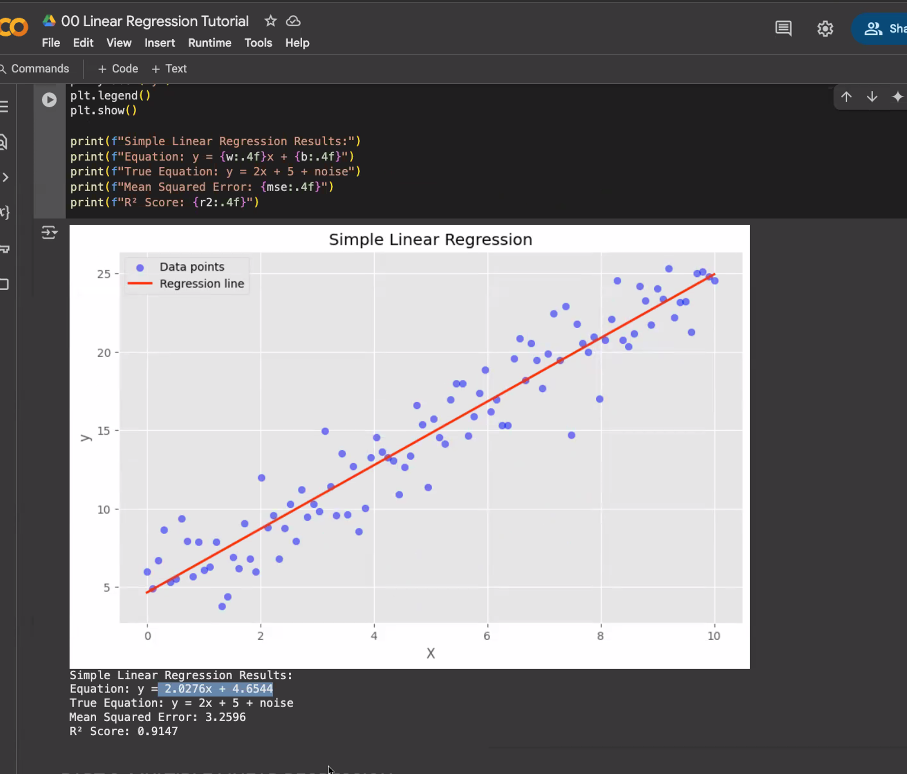 CO
00 Linear Regression Tutorial
File Edit View Insert Runtime Tools Help
Sha
Commands + Code + Text
plt.legend()
plt.show()
print(f"Simple Linear Regression Results:")
print(f"Equation: y = {w:.4f}x + {b:.4f}")
print(f"True Equation: y = 2x + 5 + noise")
print(f"Mean Squared Error: {mse:.4f}")
print(f"R² Score: {r2:.4f}")
Simple Linear Regression
Data points
Regression line
25
20
15
10
5
y
0 2 4 6 8 10
X
Simple Linear Regression Results:
Equation: y = 2.0276x + 4.6544
True Equation: y = 2x + 5 + noise
Mean Squared Error: 3.2596
R² Score: 0.9147